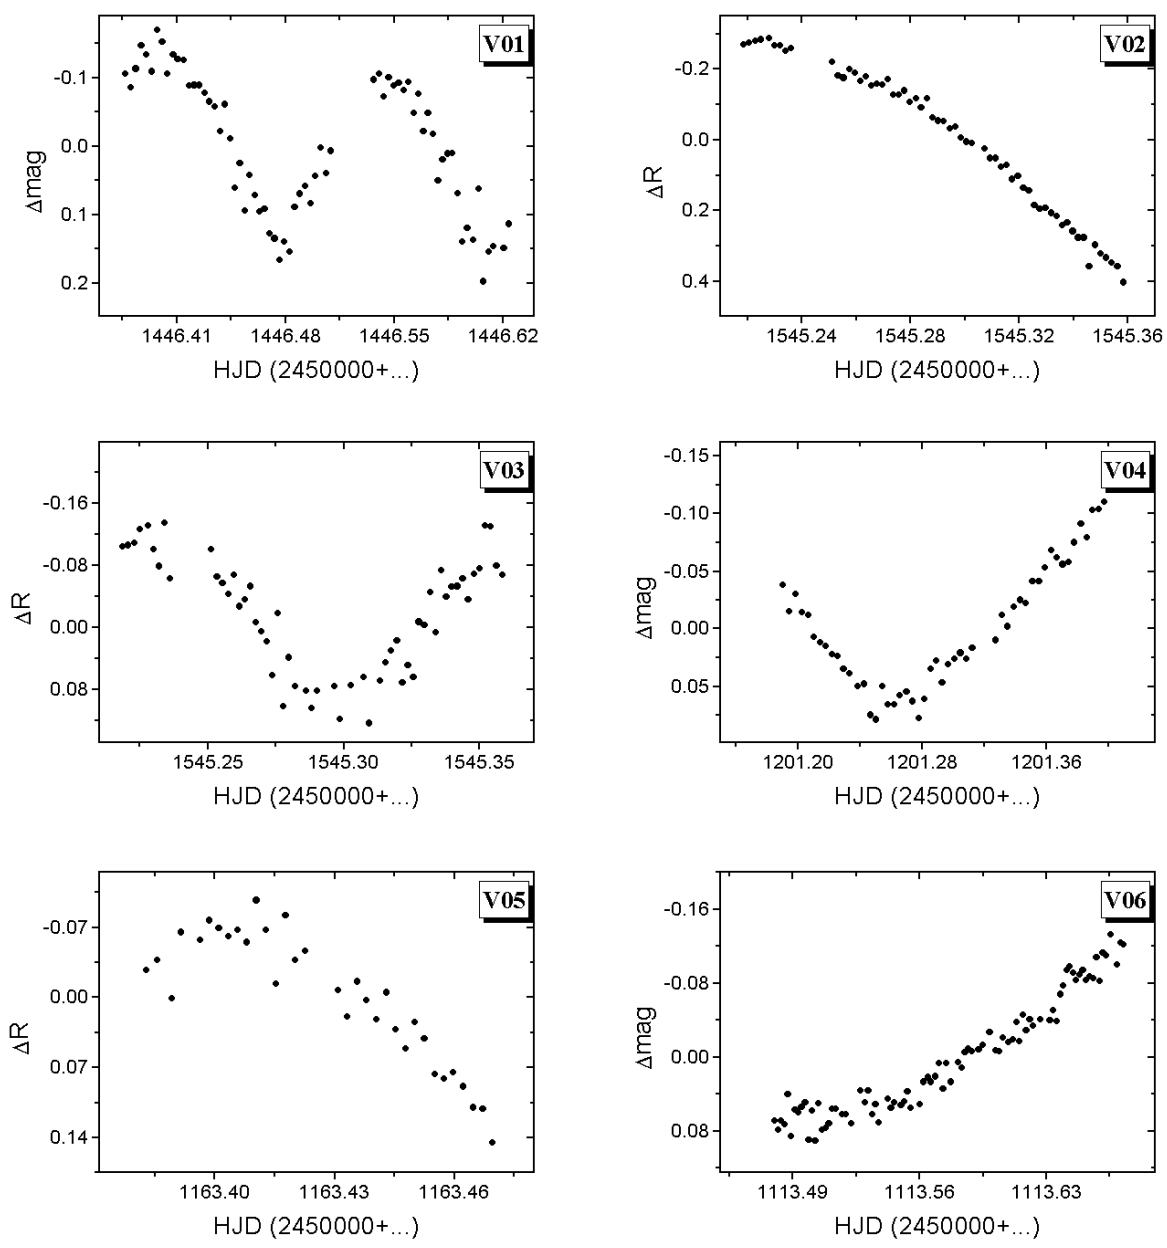 V01
-0.1
0.0
0.1
0.2
Δmag
1446.41 1446.48 1446.55 1446.62
HJD (2450000+...)
V02
-0.2
0.0
0.2
0.4
ΔR
1545.24 1545.28 1545.32 1545.36
HJD (2450000+...)
V03
-0.16
-0.08
0.00
0.08
ΔR
1545.25 1545.30 1545.35
HJD (2450000+...)
V04
-0.15
-0.10
-0.05
0.00
0.05
Δmag
1201.20 1201.28 1201.36
HJD (2450000+...)
V05
-0.07
0.00
0.07
0.14
ΔR
1163.40 1163.43 1163.46
HJD (2450000+...)
V06
-0.16
-0.08
0.00
0.08
Δmag
1113.49 1113.56 1113.63
HJD (2450000+...)